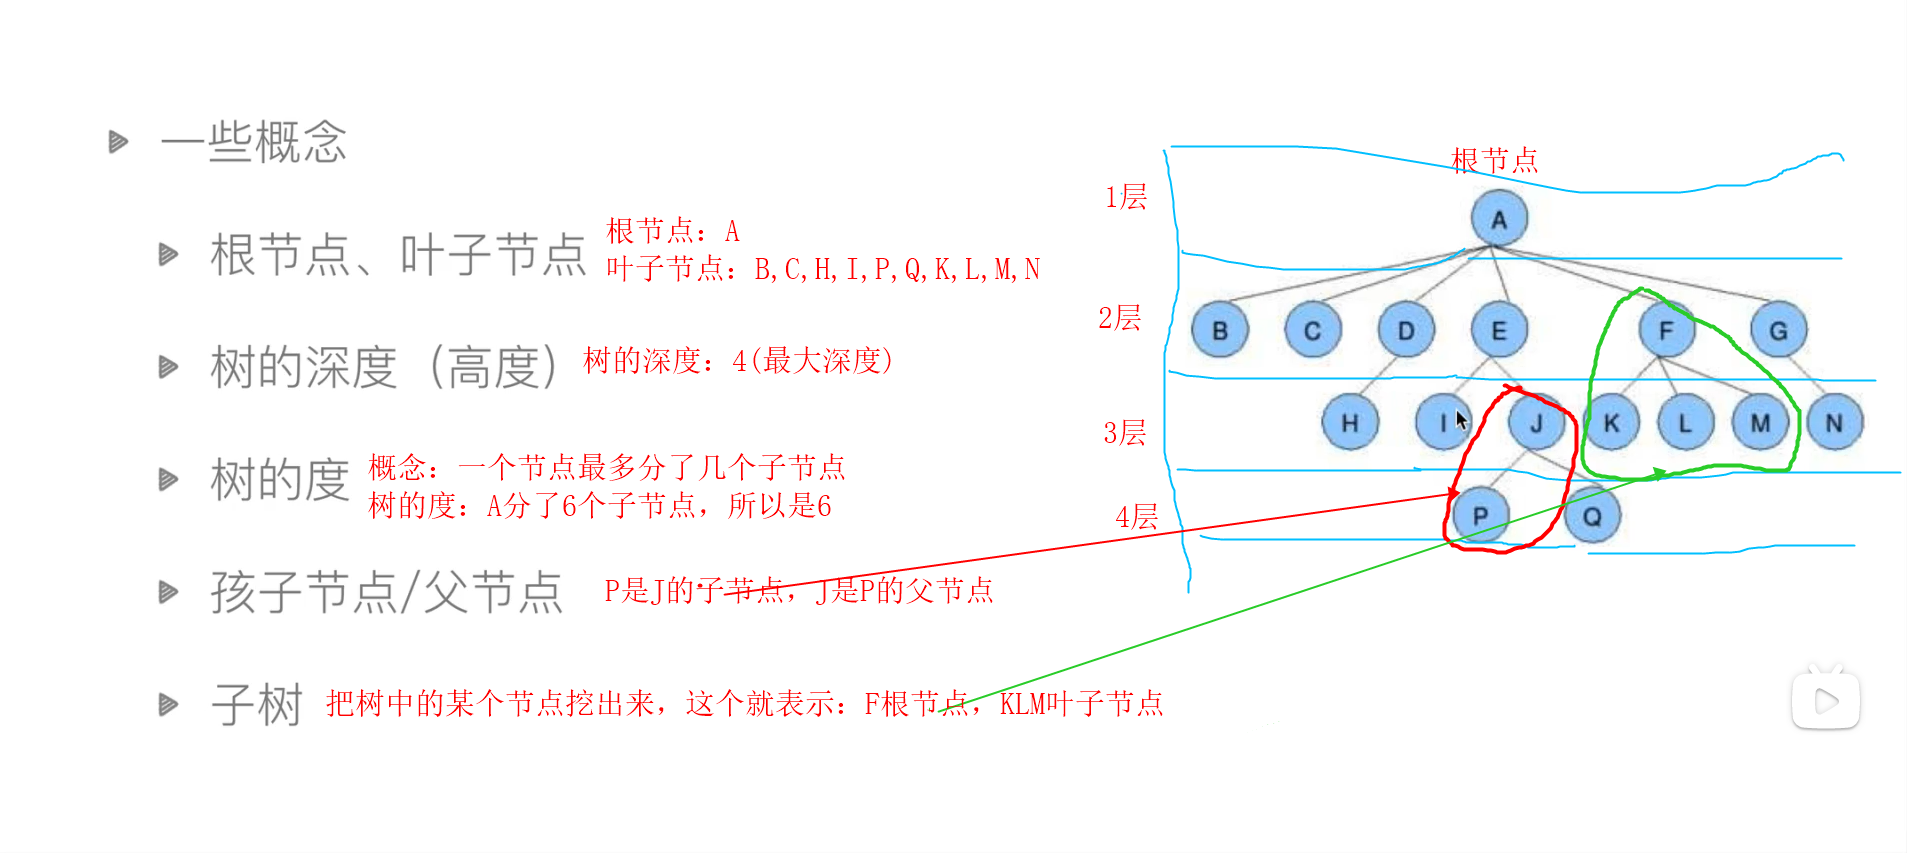 一些概念
根节点、叶子节点
根节点：A
叶子节点：B,C,H,I,P,Q,K,L,M,N
树的深度（高度）
树的深度：4(最大深度)
树的度
概念：一个节点最多分了几个子节点
树的度：A分了6个子节点，所以是6
孩子节点/父节点
P是J的子节点，J是P的父节点
子树
把树中的某个节点挖出来，这个就表示：F根节点，KLM叶子节点
根节点
1层
A
2层
B C D E F G
3层
H I J K L M N
4层
P Q